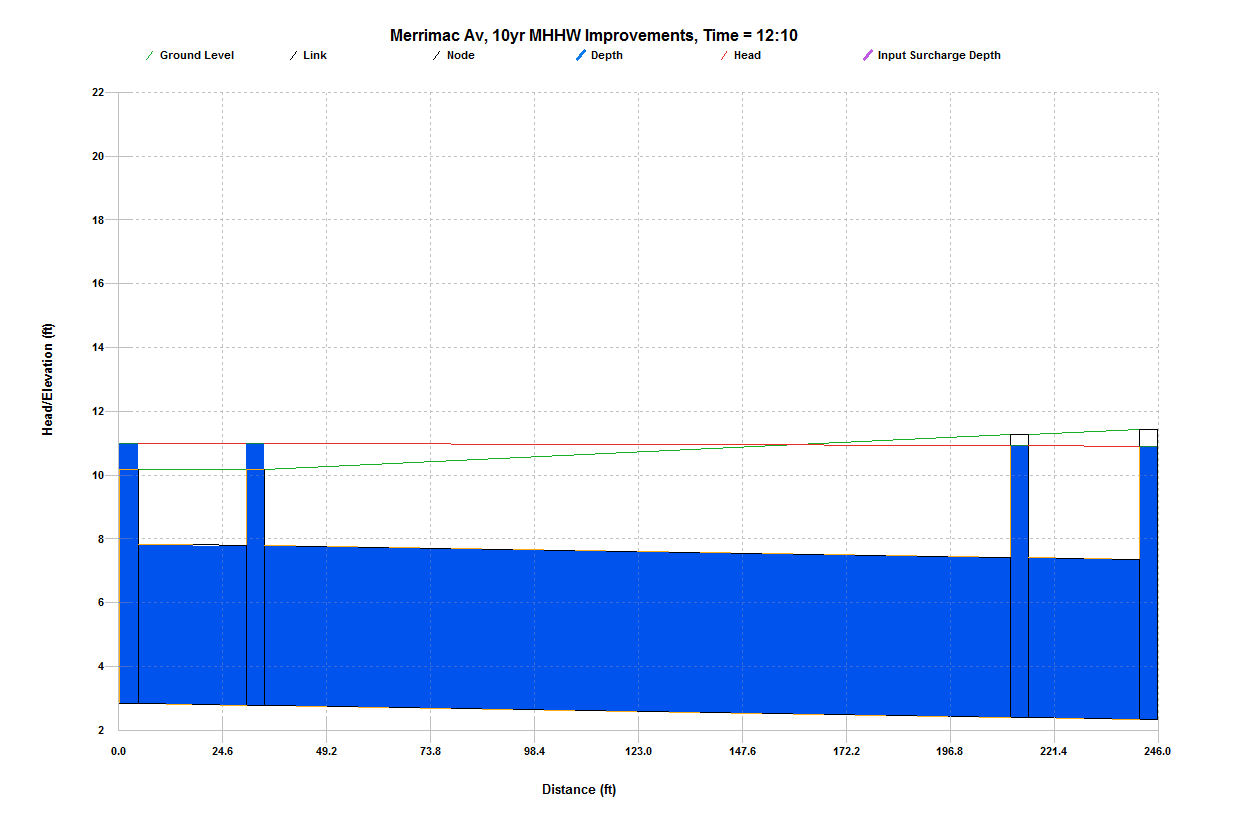 Merrimac Av, 10yr MHHW Improvements, Time = 12:10
Ground Level Link Node Depth Head Input Surcharge Depth
22
20
18
16
14
12
10
8
6
4
2
Head/Elevation (ft)
0.0 24.6 49.2 73.8 98.4 123.0 147.6 172.2 196.8 221.4 246.0
Distance (ft)